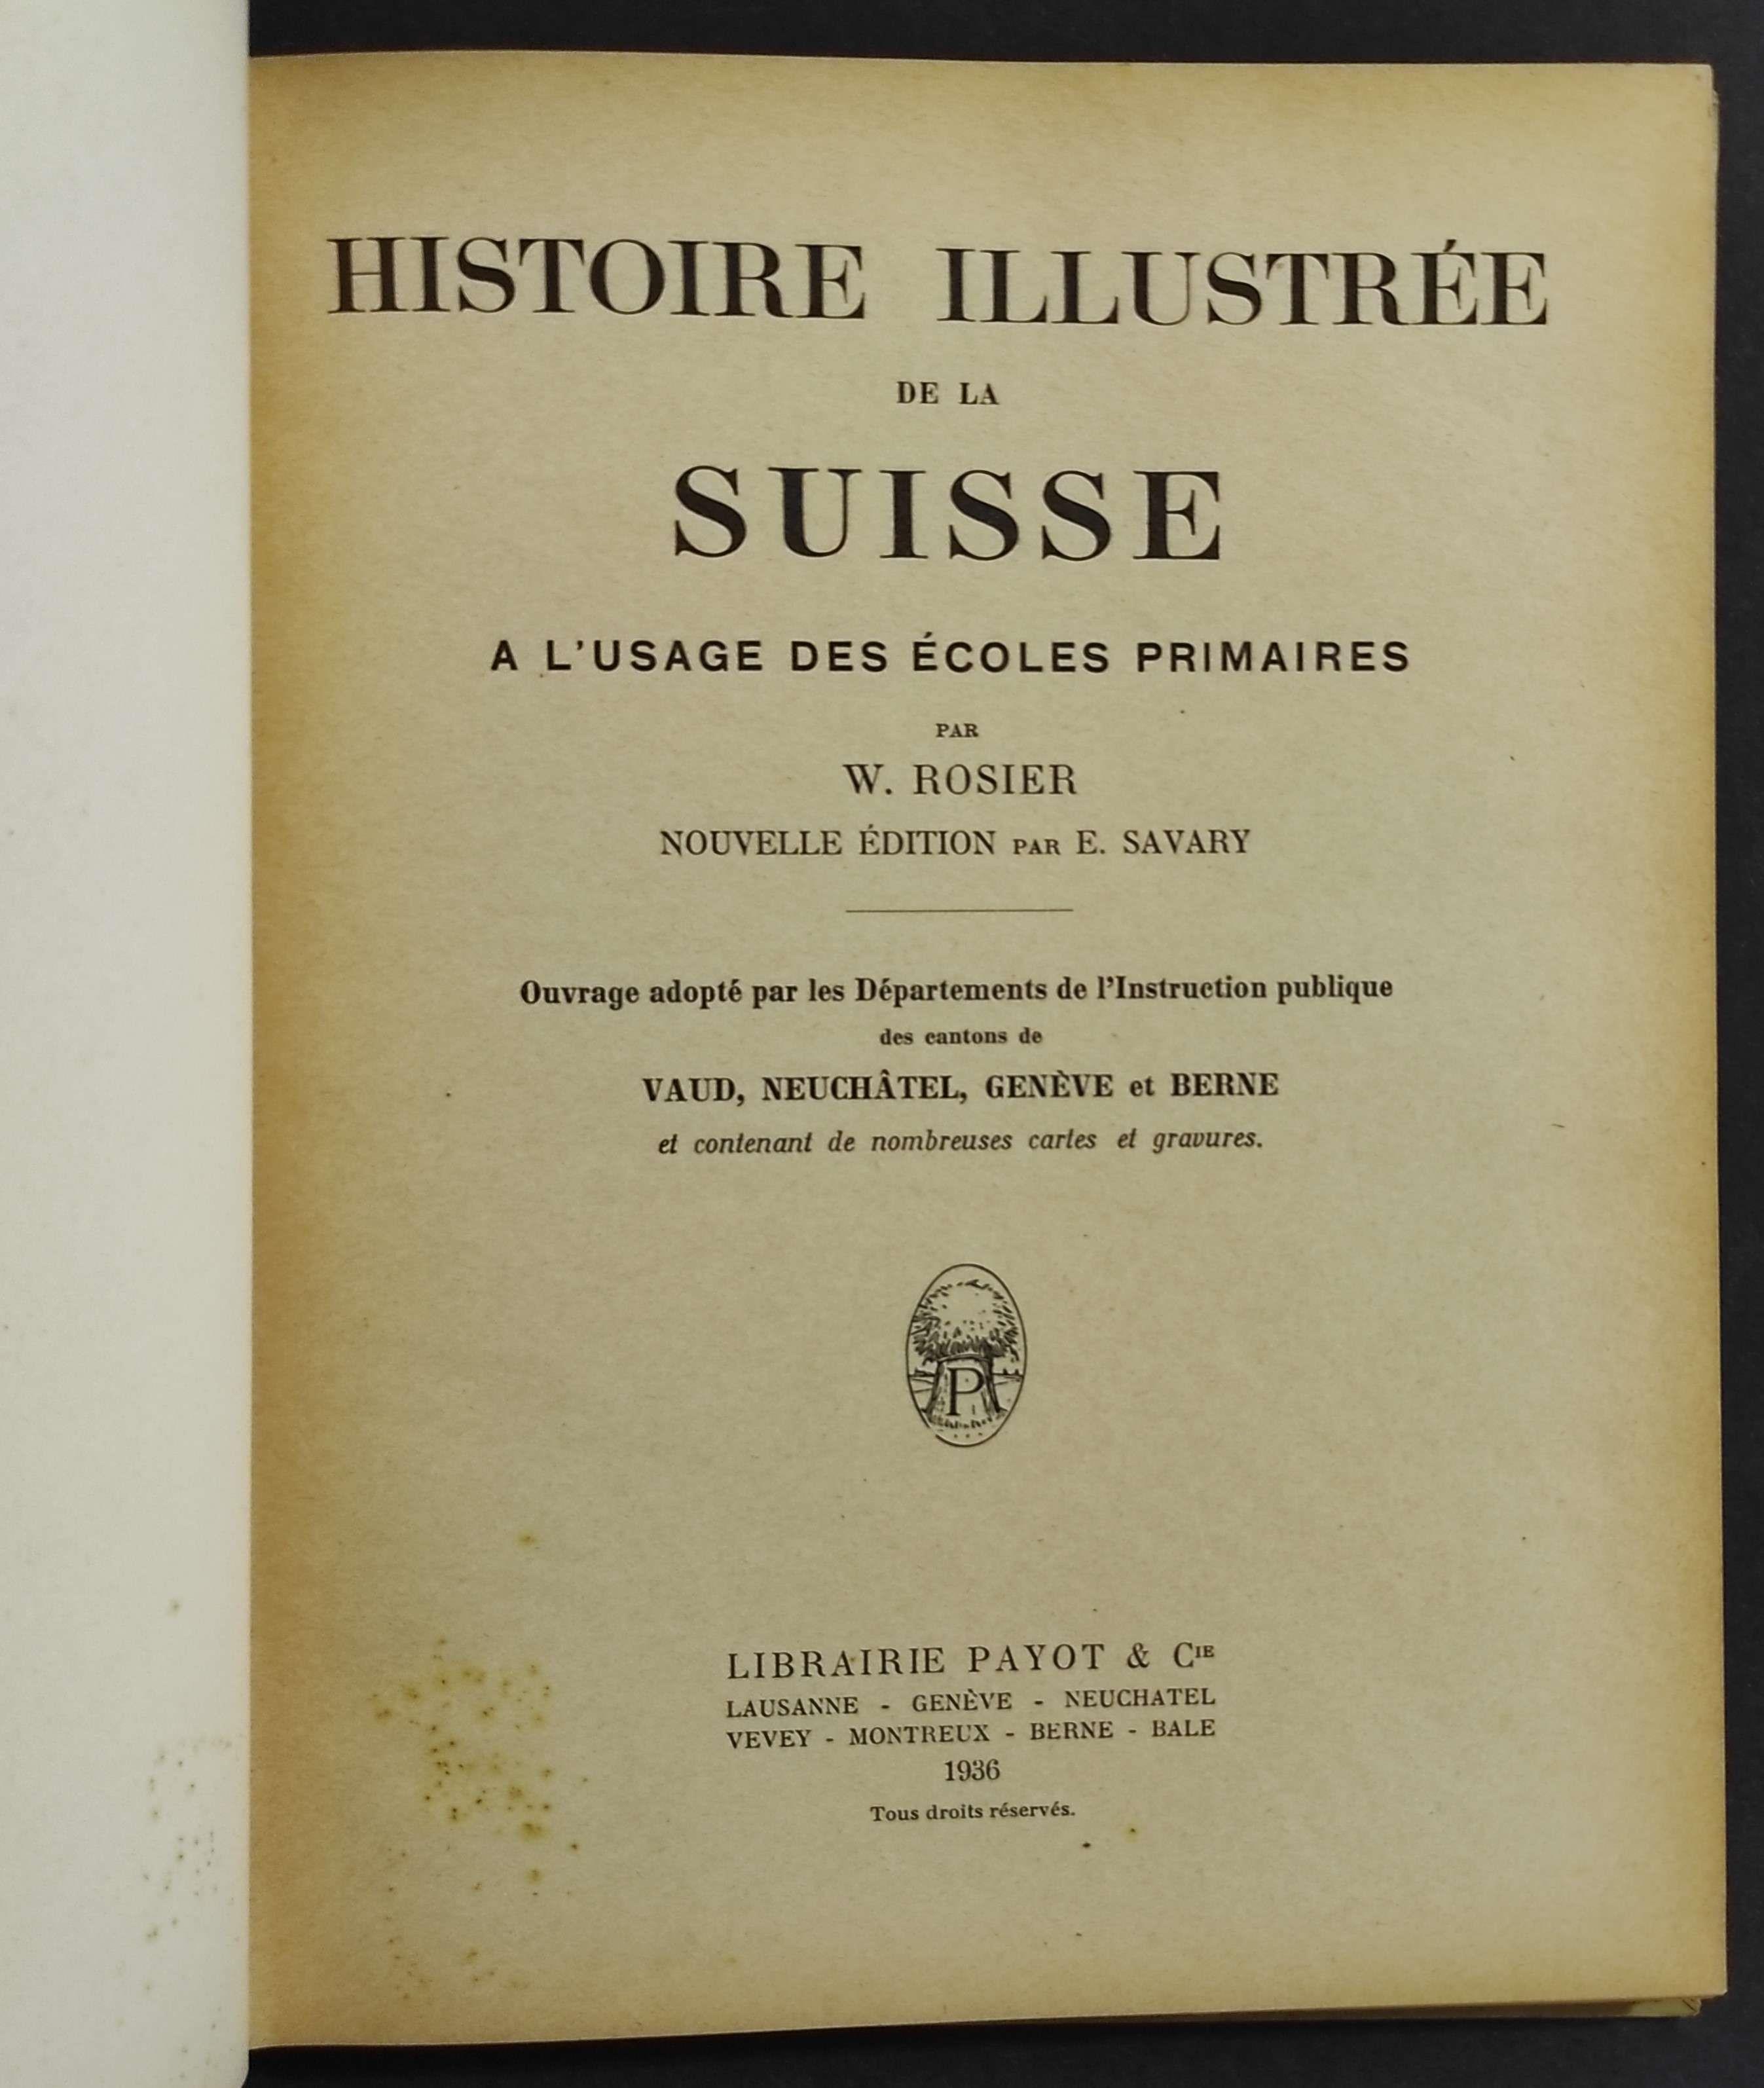 HISTOIRE ILLUSTRÉE
DE LA
SUISSE
A L'USAGE DES ÉCOLES PRIMAIRES
PAR
W. ROSIER
NOUVELLE ÉDITION PAR E. SAVARY
Ouvrage adopté par les Départements de l'Instruction publique
des cantons de
VAUD, NEUCHÂTEL, GENÈVE et BERNE
et contenant de nombreuses cartes et gravures.
P
LIBRAIRIE PAYOT & CIE
LAUSANNE - GENÈVE - NEUCHATEL
VEVEY - MONTREUX - BERNE - BALE
1936
Tous droits réservés.